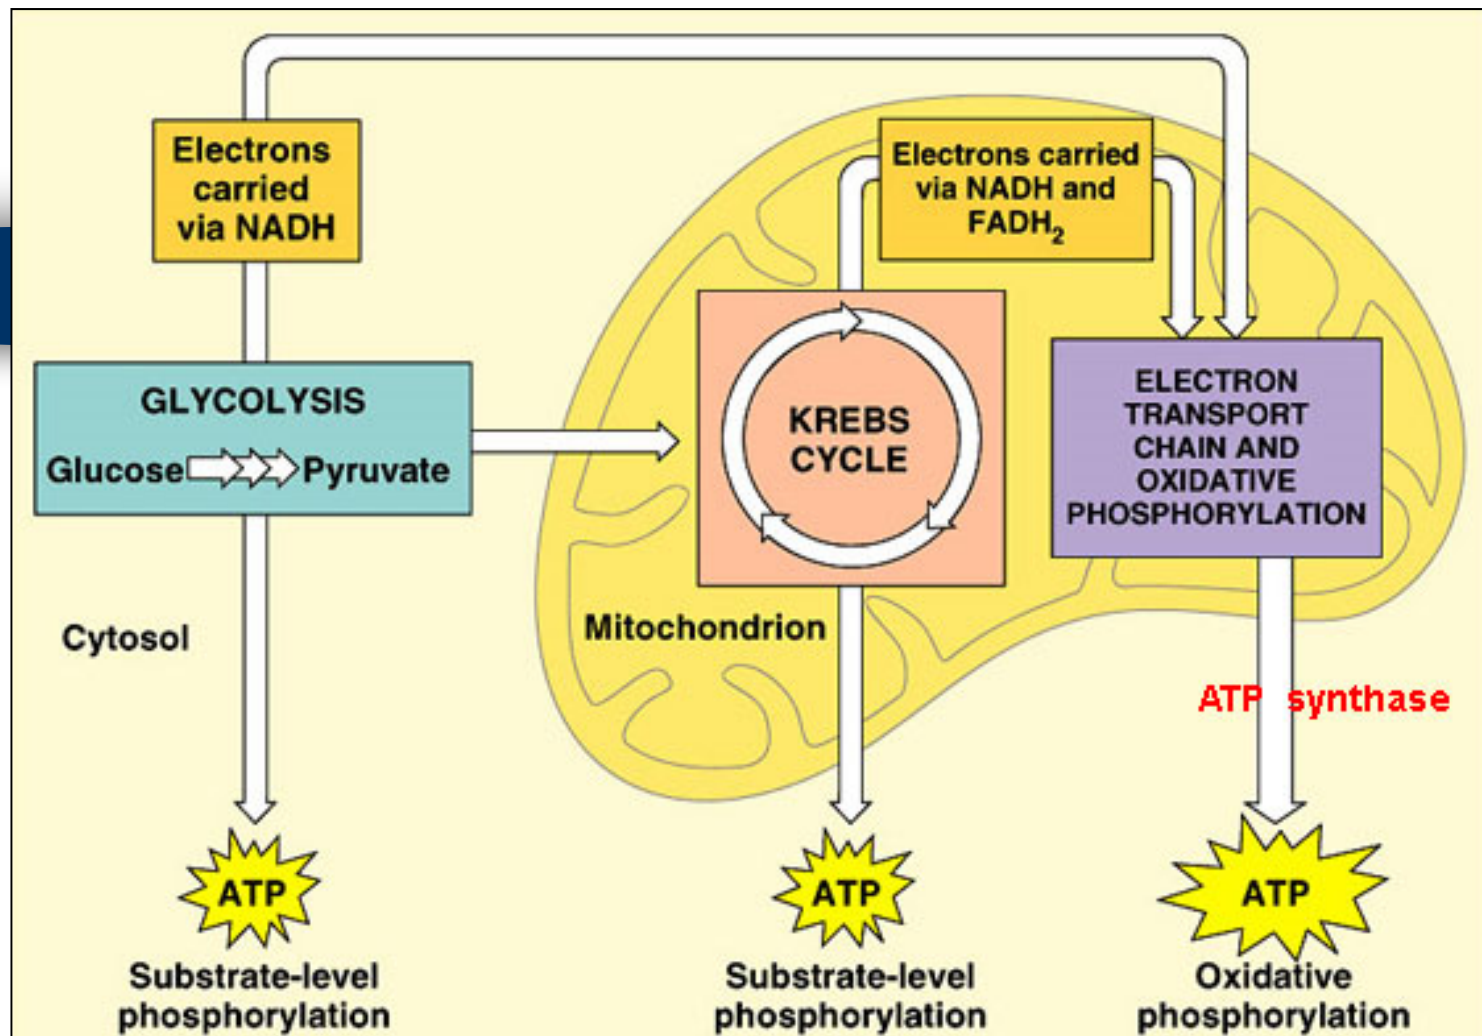 Electrons
carried
via NADH
Electrons carried
via NADH and
FADH₂
GLYCOLYSIS
Glucose Pyruvate
KREBS
CYCLE
ELECTRON
TRANSPORT
CHAIN AND
OXIDATIVE
PHOSPHORYLATION
Cytosol
Mitochondrion
ATP synthase
ATP
ATP
ATP
Substrate-level
phosphorylation
Substrate-level
phosphorylation
Oxidative
phosphorylation